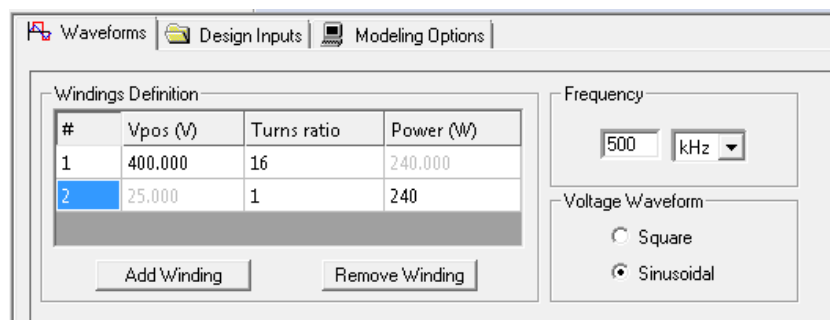 Waveforms Design Inputs Modeling Options
Windings Definition
# Vpos (V) Turns ratio Power (W)
1 400.000 16 240.000
2 25.000 1 240
Add Winding Remove Winding
Frequency
500 kHz
Voltage Waveform
Square
Sinusoidal